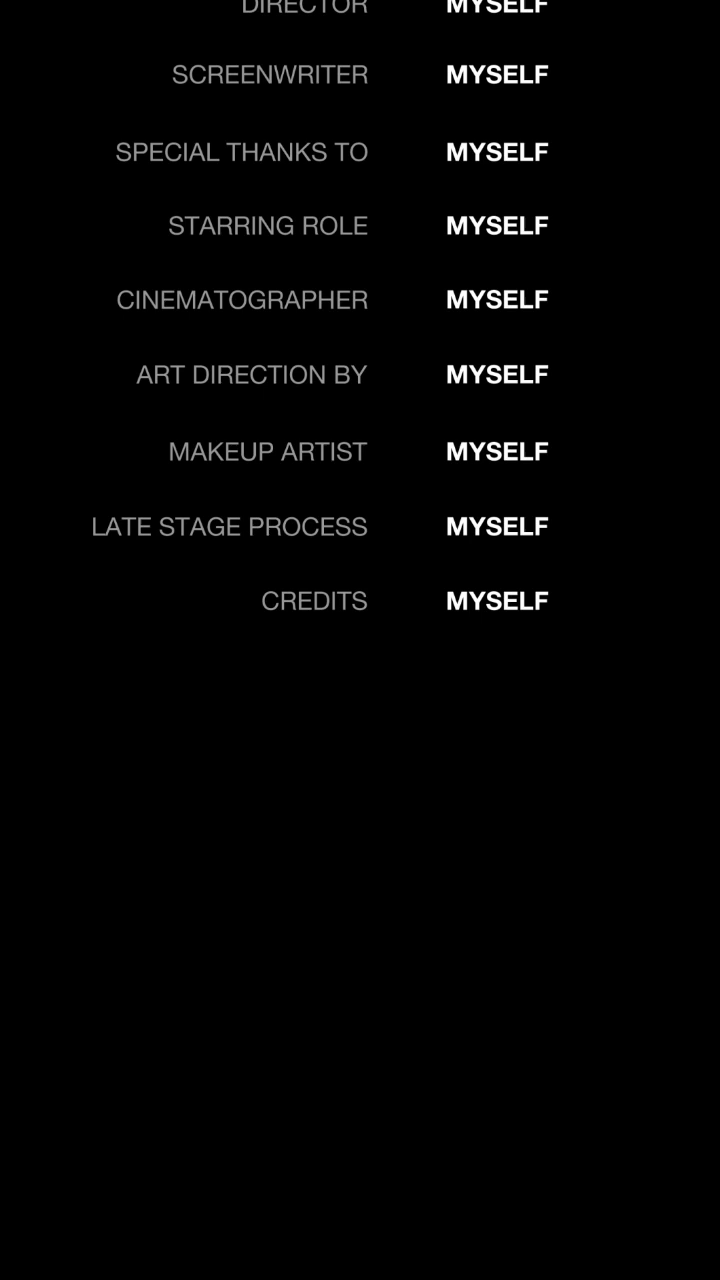 DIRECTOR MYSELF
SCREENWRITER MYSELF
SPECIAL THANKS TO MYSELF
STARRING ROLE MYSELF
CINEMATOGRAPHER MYSELF
ART DIRECTION BY MYSELF
MAKEUP ARTIST MYSELF
LATE STAGE PROCESS MYSELF
CREDITS MYSELF